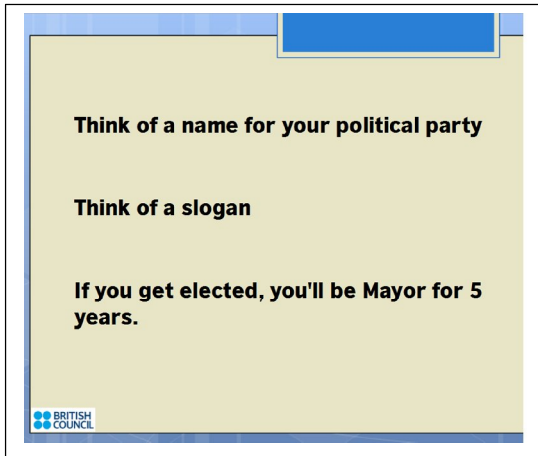 Think of a name for your political party
Think of a slogan
If you get elected, you'll be Mayor for 5
years.
BRITISH
COUNCIL